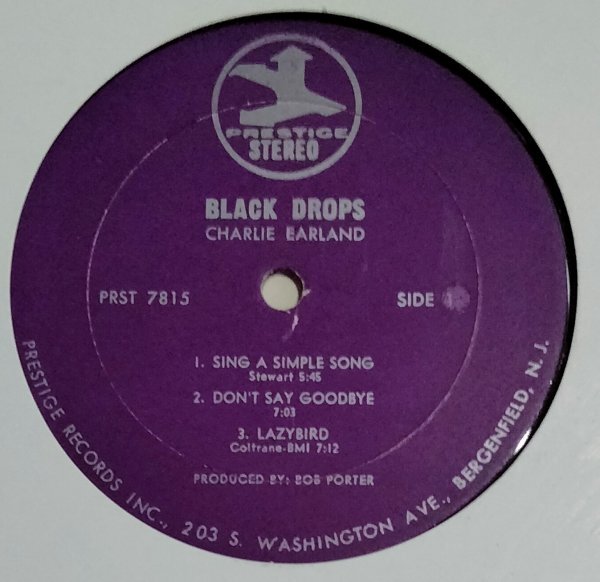 PRESTIGE
STEREO
BLACK DROPS
CHARLIE EARLAND
PRST 7815
SIDE
1. SING A SIMPLE SONG
Stewart 5:45
2. DON'T SAY GOODBYE
7:03
3. LAZYBIRD
Coltrane-BMI 7:12
PRODUCED BY: BOB PORTER
PRESTIGE RECORDS INC., 203 S. WASHINGTON AVE., BERGENFIELD, N. J.